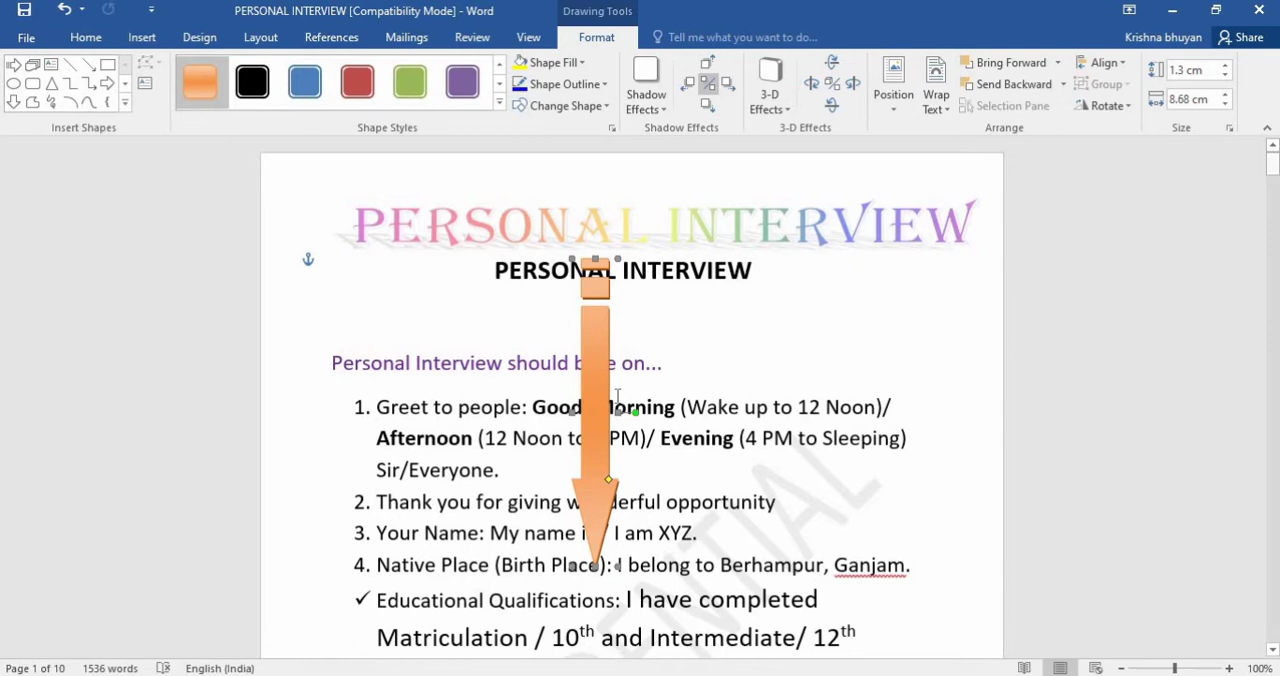 PERSONAL INTERVIEW [Compatibility Mode] - Word
Drawing Tools
File Home Insert Design Layout References Mailings Review View Format Tell me what you want to do... Krishna bhuyan Share
Shape Fill
Shape Outline
Change Shape
Shadow Effects
3-D Effects
Position
Wrap Text
Bring Forward
Send Backward
Selection Pane
Align
Group
Rotate
1.3 cm
8.68 cm
Insert Shapes Shape Styles Shadow Effects 3-D Effects Arrange Size
PERSONAL INTERVIEW
PERSONAL INTERVIEW
Personal Interview should b e on...
1. Greet to people: Good Morning (Wake up to 12 Noon)/
Afternoon (12 Noon to PM)/ Evening (4 PM to Sleeping)
Sir/Everyone.
2. Thank you for giving w derful opportunity
3. Your Name: My name i / I am XYZ.
4. Native Place (Birth Place): I belong to Berhampur, Ganjam.
✓ Educational Qualifications: I have completed
Matriculation / 10th and Intermediate/ 12th
ENTIAL
Page 1 of 10 1536 words English (India) 100%